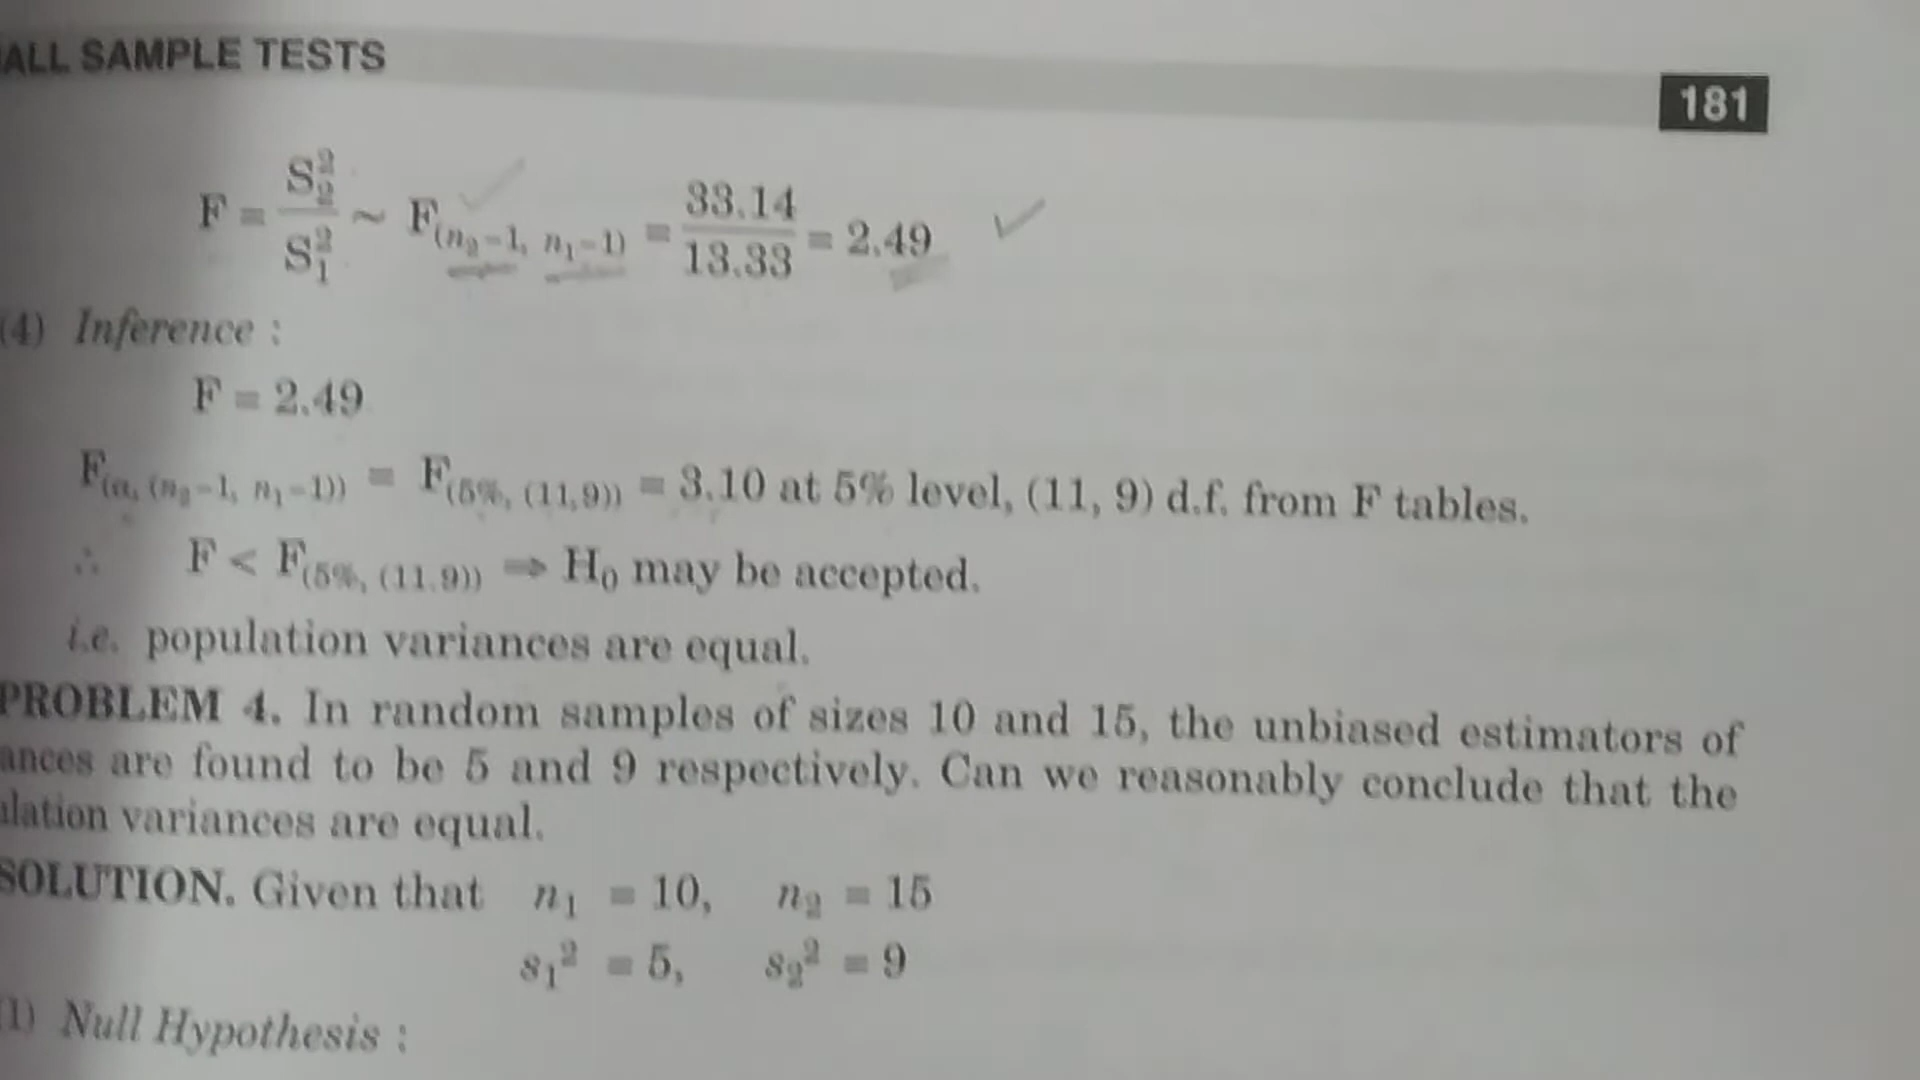 ALL SAMPLE TESTS
181
F = S₂²/S₁² ~ F(n₂−1, n₁−1) = 33.14/13.33 = 2.49
(4) Inference :
F = 2.49
F(α, (n₂−1, n₁−1)) = F(5%, (11,9)) = 3.10 at 5% level, (11, 9) d.f. from F tables.
∴ F < F(5%, (11.9)) ⇒ H₀ may be accepted.
i.e. population variances are equal.
PROBLEM 4. In random samples of sizes 10 and 15, the unbiased estimators of
ances are found to be 5 and 9 respectively. Can we reasonably conclude that the
lation variances are equal.
SOLUTION. Given that n₁ = 10, n₂ = 15
s₁² = 5, s₂² = 9
1) Null Hypothesis :